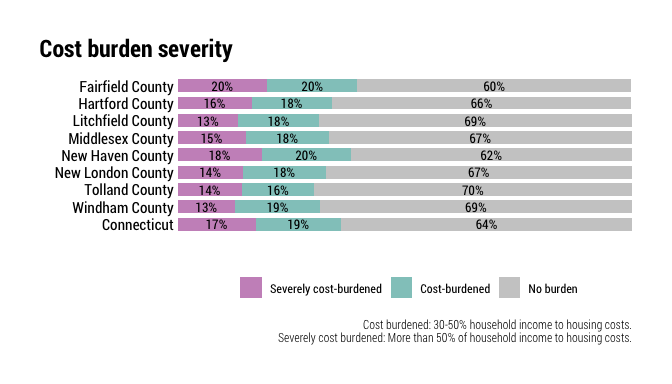 Cost burden severity
Fairfield County 20% 20% 60%
Hartford County 16% 18% 66%
Litchfield County 13% 18% 69%
Middlesex County 15% 18% 67%
New Haven County 18% 20% 62%
New London County 14% 18% 67%
Tolland County 14% 16% 70%
Windham County 13% 19% 69%
Connecticut 17% 19% 64%
Severely cost-burdened Cost-burdened No burden
Cost burdened: 30-50% household income to housing costs.
Severely cost burdened: More than 50% of household income to housing costs.